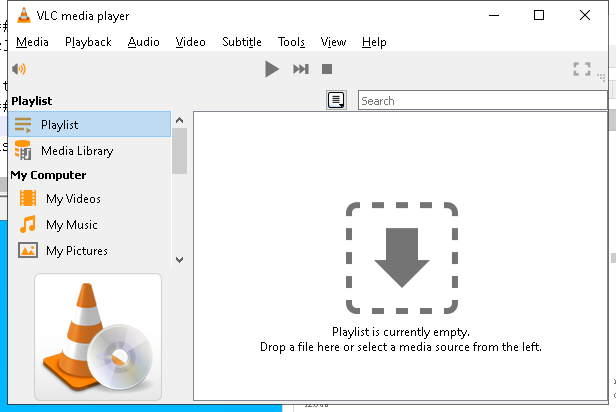 VLC media player
Media Playback Audio Video Subtitle Tools View Help
Playlist
Search
Playlist
Media Library
My Computer
My Videos
My Music
My Pictures
Playlist is currently empty.
Drop a file here or select a media source from the left.